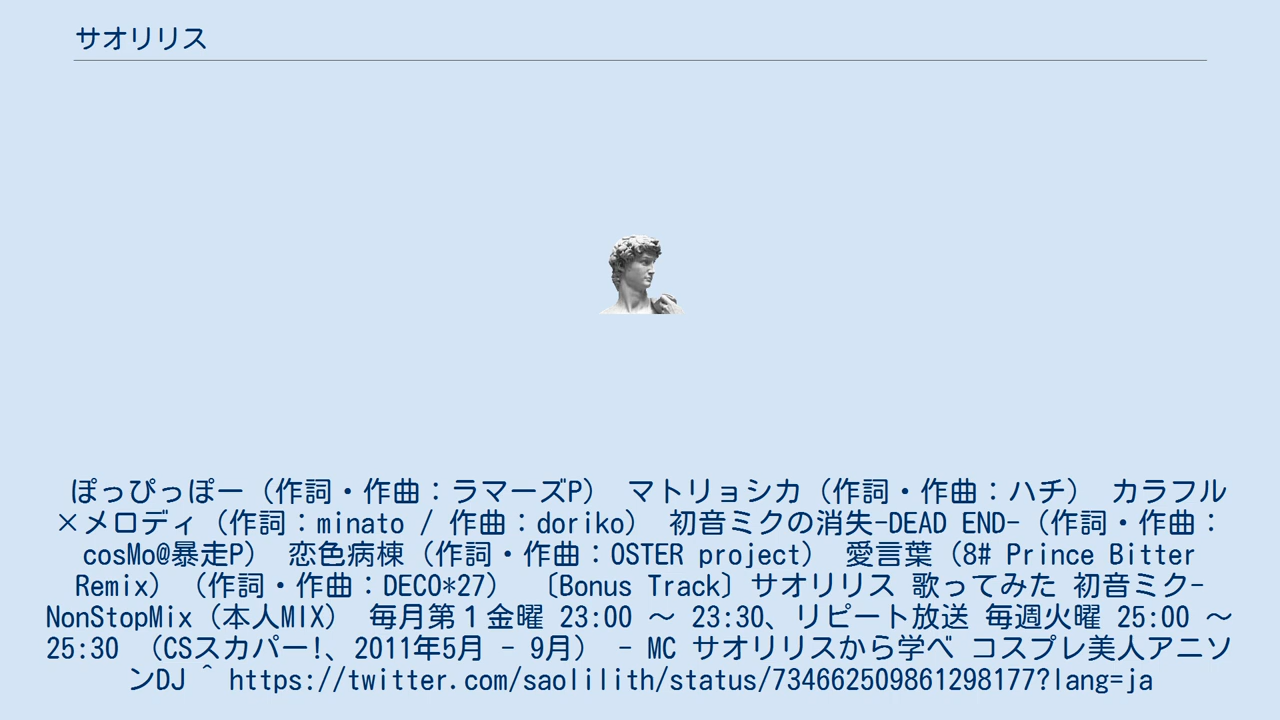 サオリリス
ぽっぴっぽー（作詞・作曲：ラマーズP） マトリョシカ（作詞・作曲：ハチ） カラフル
×メロディ（作詞：minato / 作曲：doriko） 初音ミクの消失-DEAD END-（作詞・作曲：
cosMo@暴走P） 恋色病棟（作詞・作曲：OSTER project） 愛言葉（8# Prince Bitter
Remix）（作詞・作曲：DECO*27） 〔Bonus Track〕サオリリス 歌ってみた 初音ミク-
NonStopMix（本人MIX） 毎月第１金曜 23:00 〜 23:30、リピート放送 毎週火曜 25:00 〜
25:30 （CSスカパー!、2011年5月 - 9月） - MC サオリリスから学べ コスプレ美人アニソ
ンDJ ^ https://twitter.com/saolilith/status/734662509861298177?lang=ja